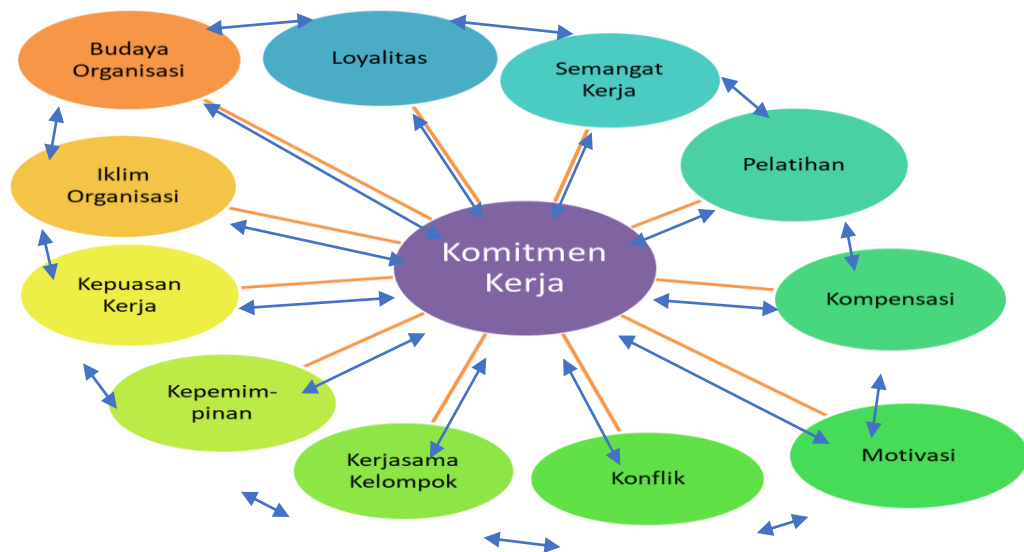 Budaya
Organisasi
Loyalitas
Semangat
Kerja
Pelatihan
Iklim
Organisasi
Komitmen
Kerja
Kepuasan
Kerja
Kompensasi
Kepemim-
pinan
Kerjasama
Kelompok
Konflik
Motivasi